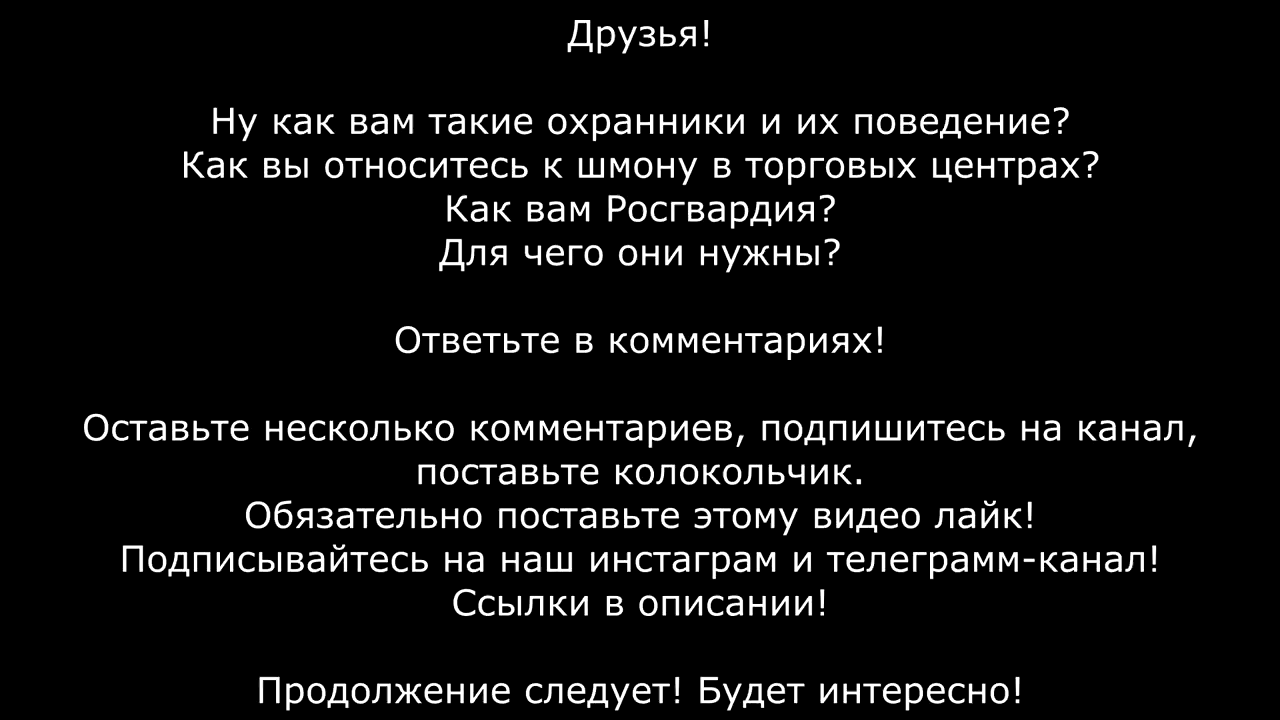 Друзья!
Ну как вам такие охранники и их поведение?
Как вы относитесь к шмону в торговых центрах?
Как вам Росгвардия?
Для чего они нужны?
Ответьте в комментариях!
Оставьте несколько комментариев, подпишитесь на канал,
поставьте колокольчик.
Обязательно поставьте этому видео лайк!
Подписывайтесь на наш инстаграм и телеграмм-канал!
Ссылки в описании!
Продолжение следует! Будет интересно!